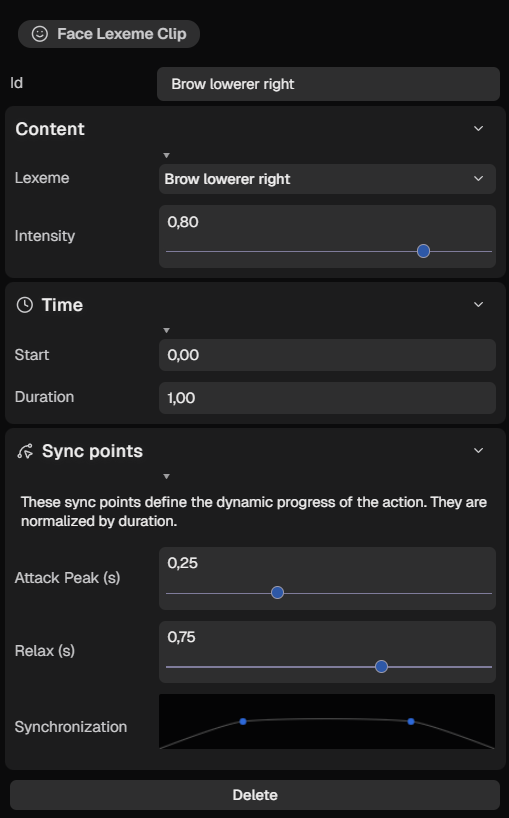 Face Lexeme Clip
Id
Brow lowerer right
Content
Lexeme
Brow lowerer right
Intensity
0,80
Time
Start
0,00
Duration
1,00
Sync points
These sync points define the dynamic progress of the action. They are
normalized by duration.
Attack Peak (s)
0,25
Relax (s)
0,75
Synchronization
Delete